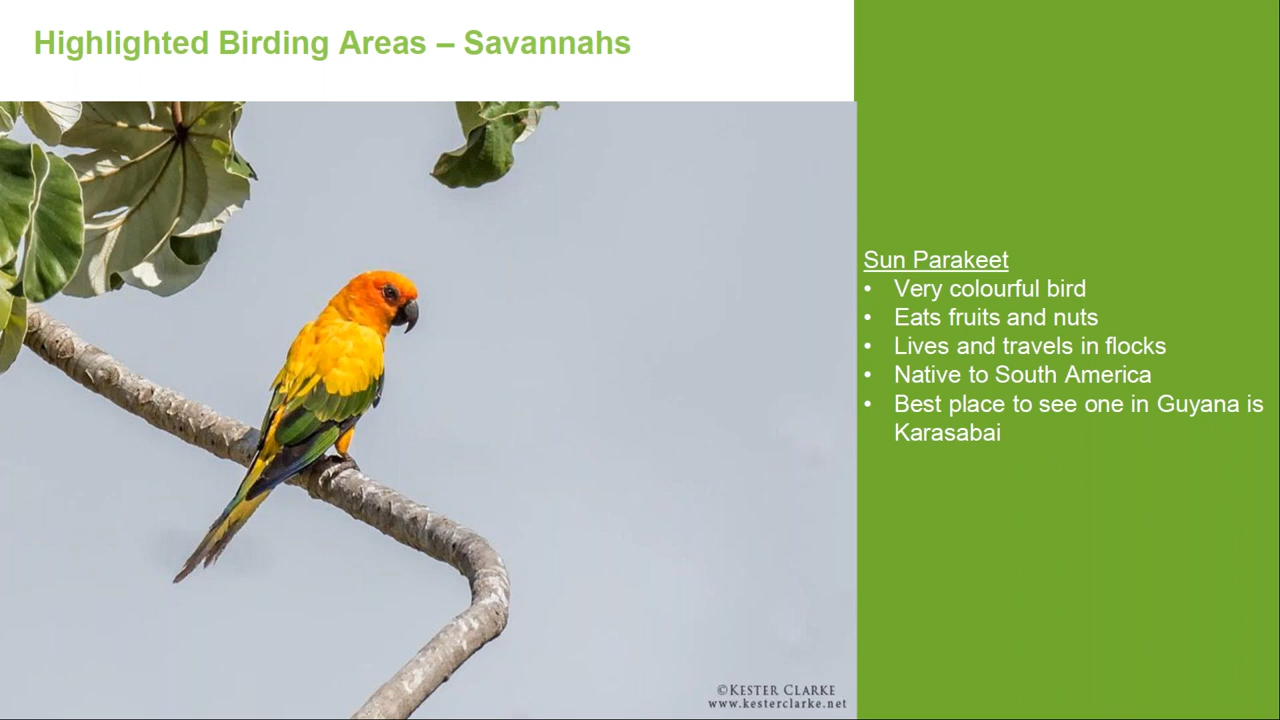 Highlighted Birding Areas – Savannahs
Sun Parakeet
• Very colourful bird
• Eats fruits and nuts
• Lives and travels in flocks
• Native to South America
• Best place to see one in Guyana is
Karasabai
©KESTER CLARKE
www.kesterclarke.net